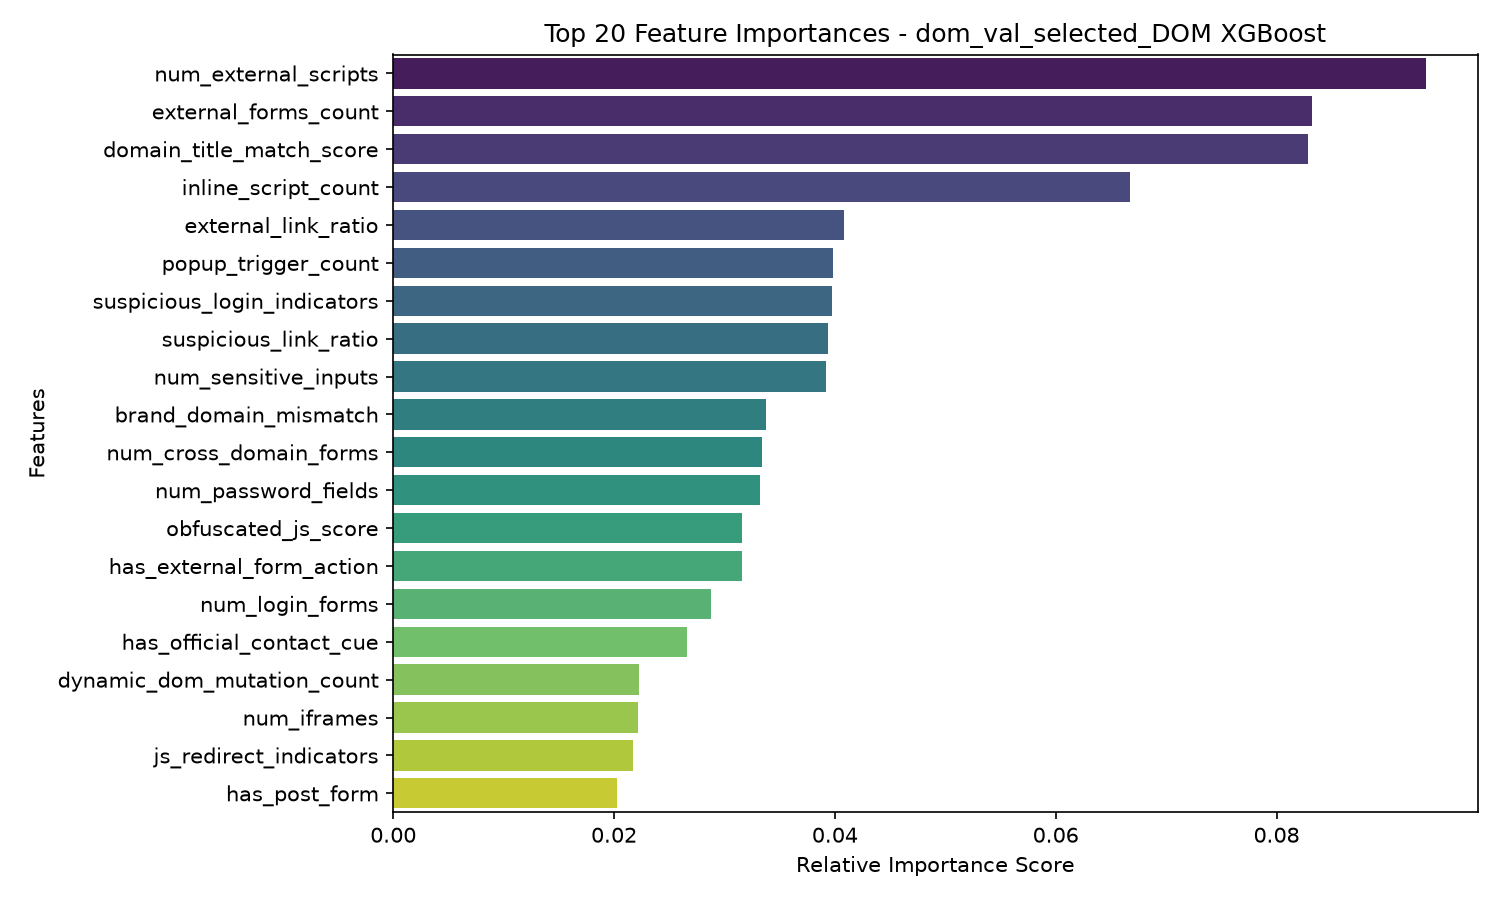 Top 20 Feature Importances - dom_val_selected_DOM XGBoost
num_external_scripts
external_forms_count
domain_title_match_score
inline_script_count
external_link_ratio
popup_trigger_count
suspicious_login_indicators
suspicious_link_ratio
num_sensitive_inputs
brand_domain_mismatch
num_cross_domain_forms
num_password_fields
obfuscated_js_score
has_external_form_action
num_login_forms
has_official_contact_cue
dynamic_dom_mutation_count
num_iframes
js_redirect_indicators
has_post_form
Features
0.00 0.02 0.04 0.06 0.08
Relative Importance Score